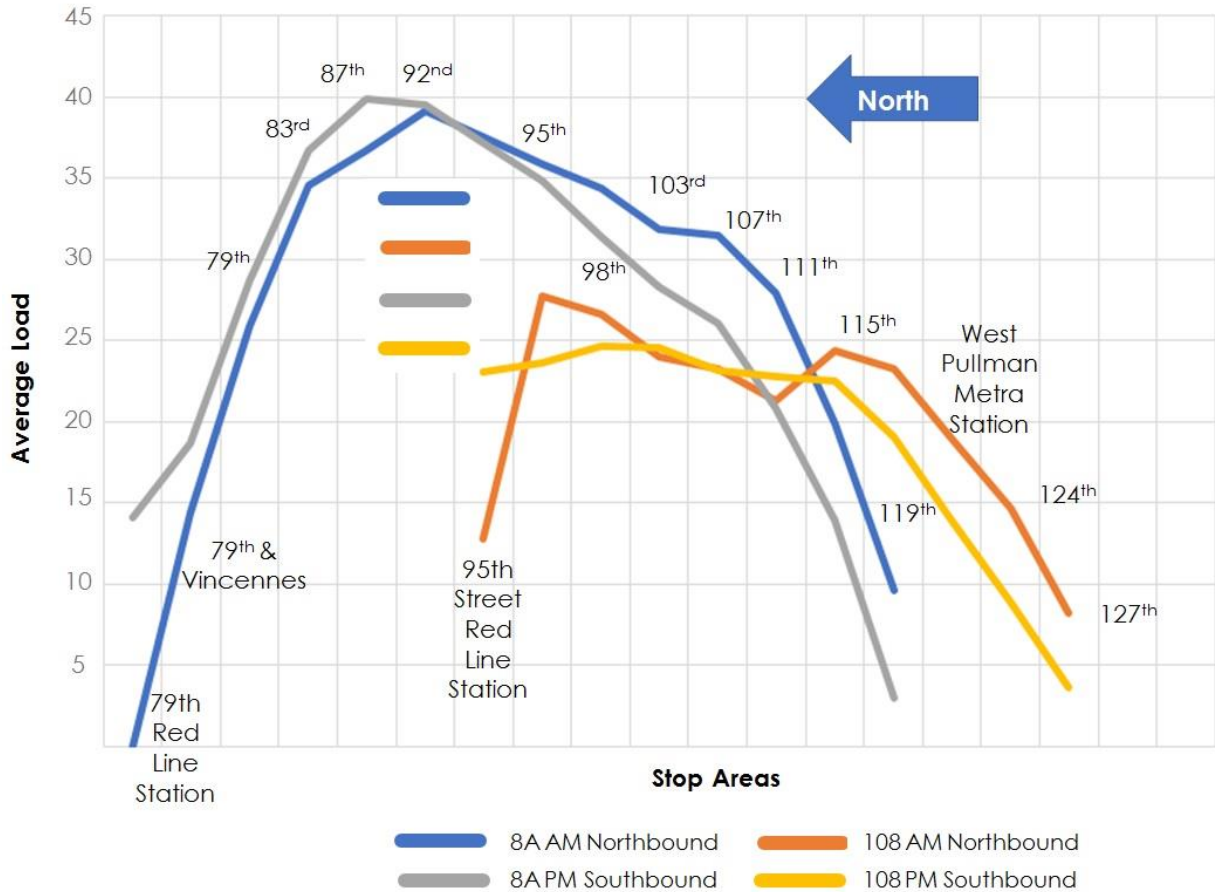 45
40
35
30
25
20
15
10
5
Average Load
87th
92nd
83rd
95th
North
79th
103rd
107th
98th
111th
115th
West
Pullman
Metra
Station
79th &
Vincennes
95th
Street
Red
Line
Station
119th
124th
127th
79th
Red
Line
Station
Stop Areas
8A AM Northbound
108 AM Northbound
8A PM Southbound
108 PM Southbound